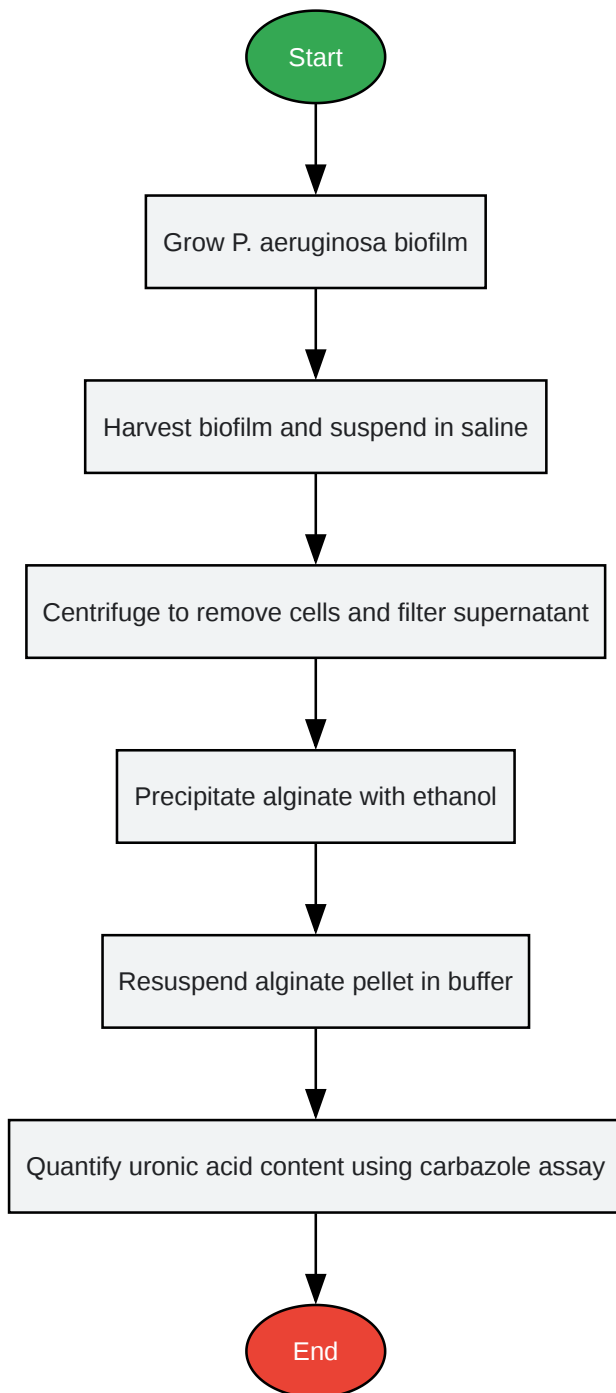 Start
Grow P. aeruginosa biofilm
Harvest biofilm and suspend in saline
Centrifuge to remove cells and filter supernatant
Precipitate alginate with ethanol
Resuspend alginate pellet in buffer
Quantify uronic acid content using carbazole assay
End